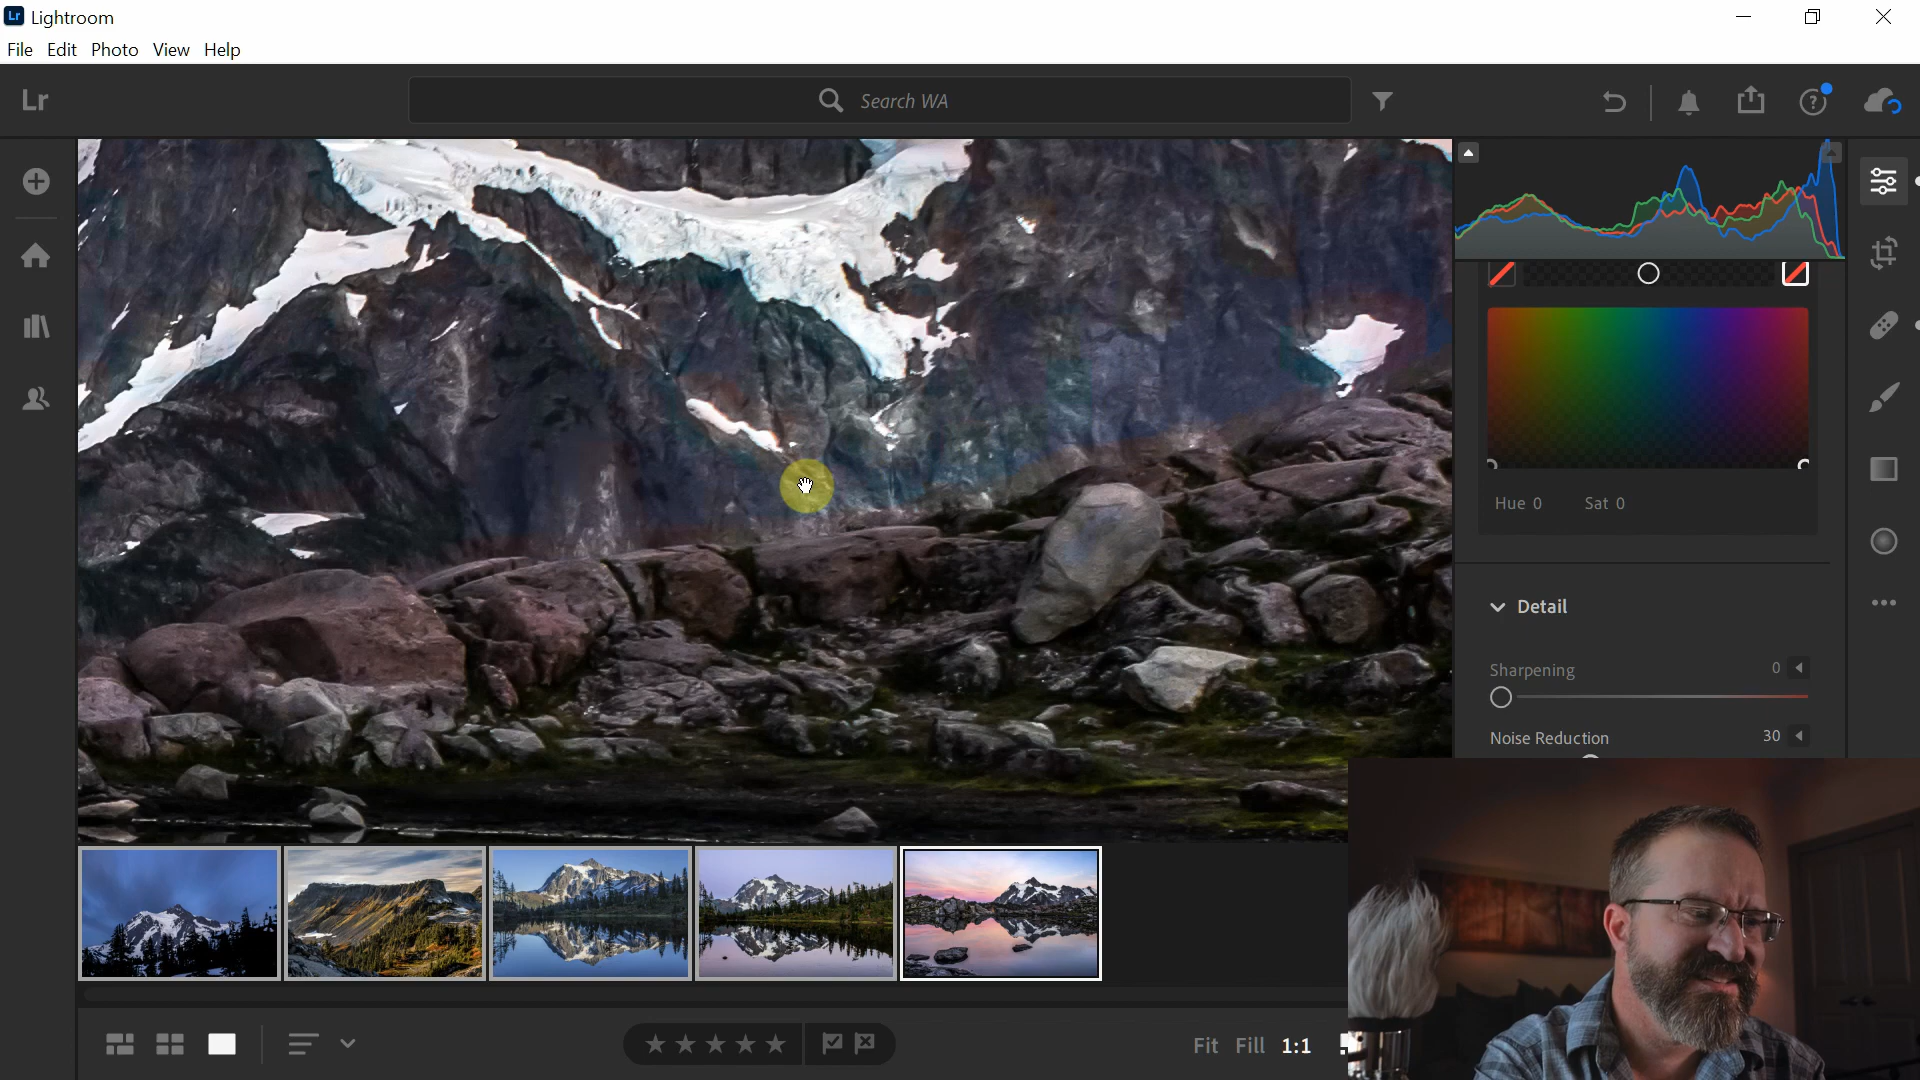 Lr Lightroom
File Edit Photo View Help
Lr
Search WA
Hue 0 Sat 0
Detail
Sharpening 0
Noise Reduction 30
Fit Fill 1:1